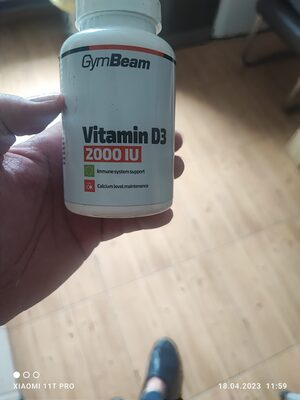 GymBeam
Vitamin D3
2000 IU
Immune system support
Calcium level maintenance
XIAOMI 11T PRO
18.04.2023 11:59